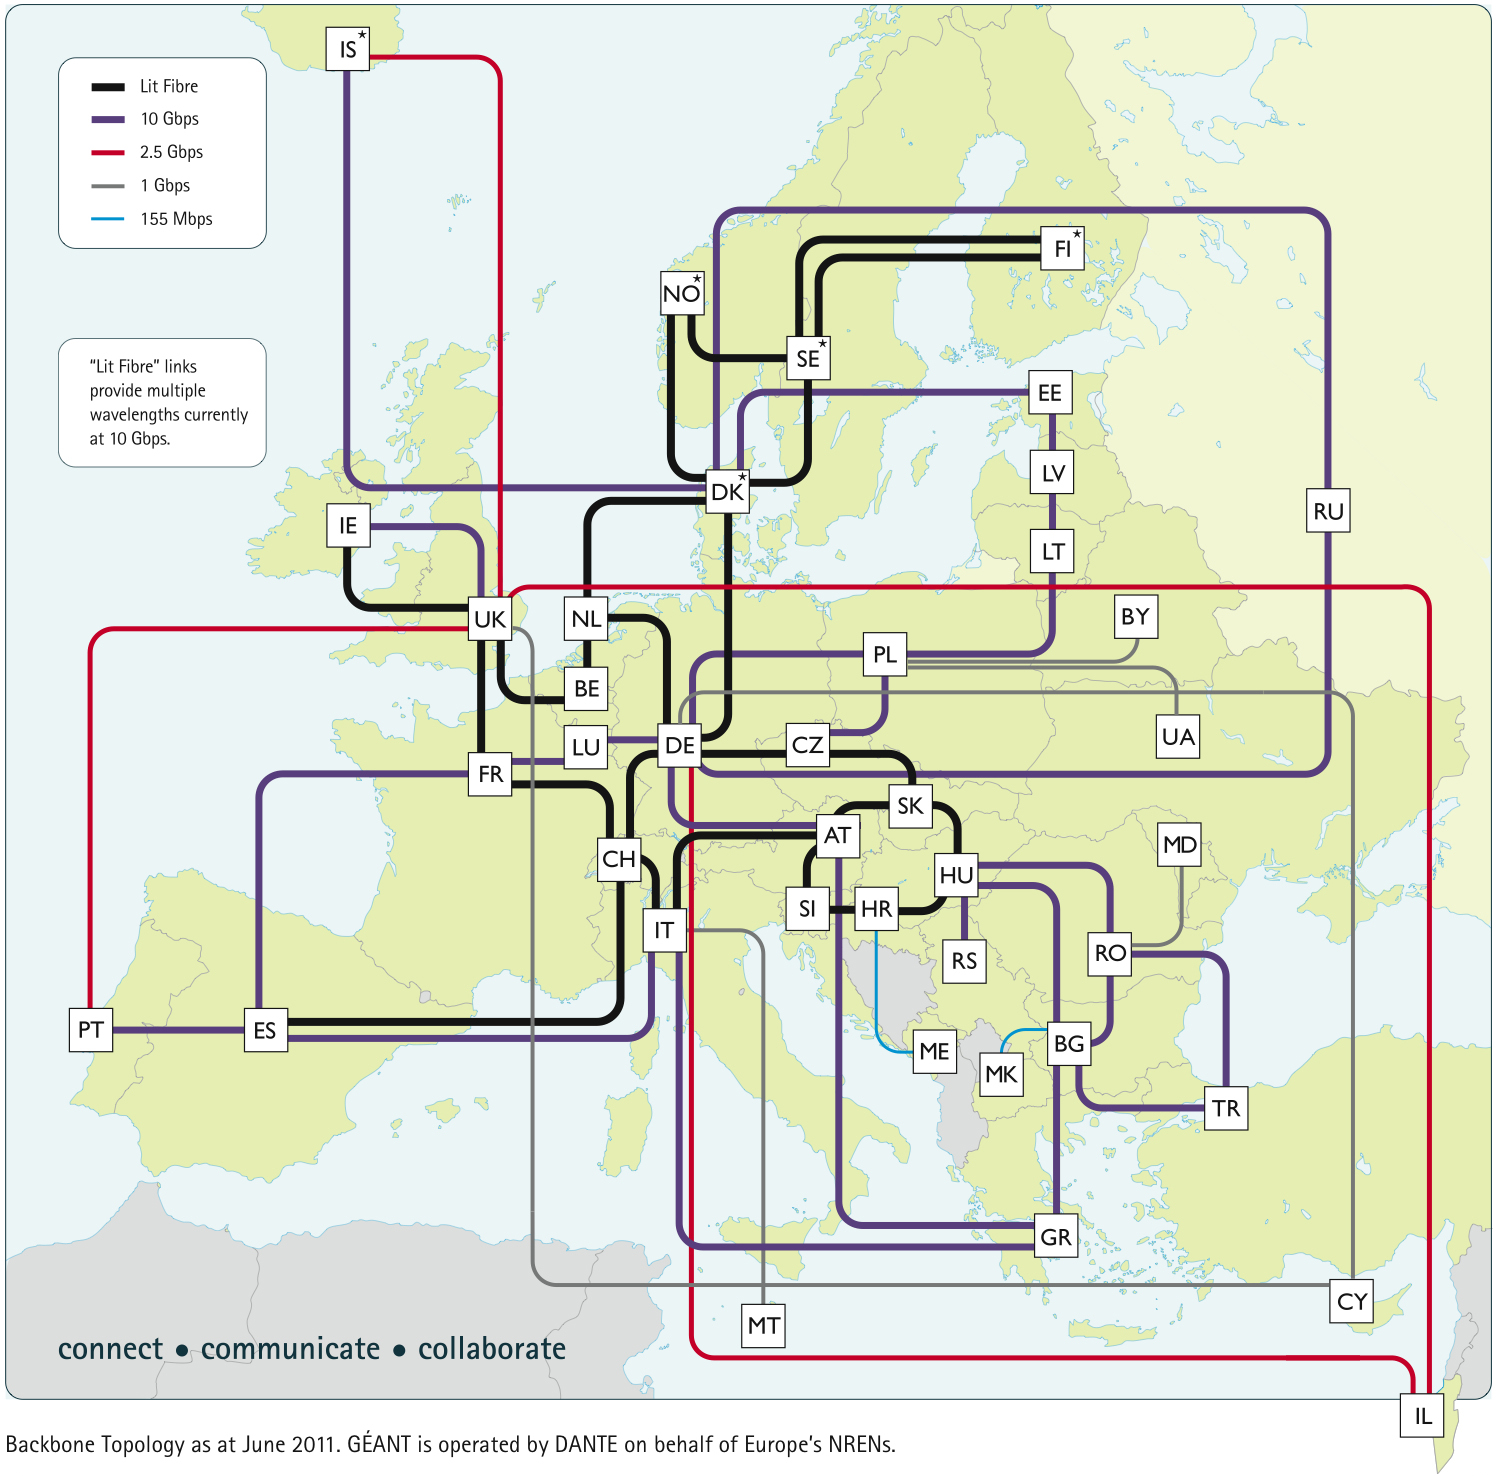 IS★
Lit Fibre
10 Gbps
2.5 Gbps
1 Gbps
155 Mbps
FI★
NO★
SE★
“Lit Fibre” links
provide multiple
wavelengths currently
at 10 Gbps.
EE
LV
DK★
RU
IE
LT
UK
NL
BY
PL
BE
UA
LU
DE
CZ
FR
SK
AT
MD
CH
HU
SI
HR
IT
RO
RS
PT
ES
BG
ME
MK
TR
GR
CY
MT
connect ● communicate ● collaborate
IL
Backbone Topology as at June 2011. GÉANT is operated by DANTE on behalf of Europe’s NRENs.